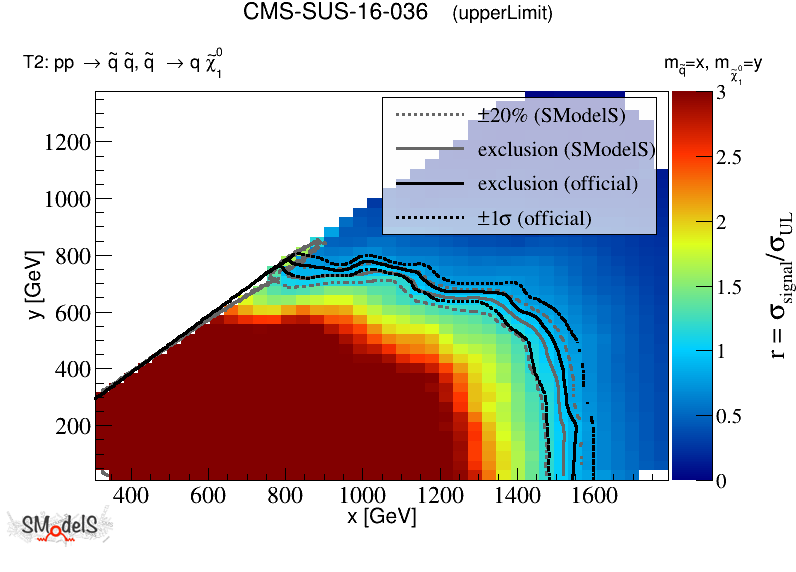 CMS-SUS-16-036 (upperLimit)
T2: pp → q̃ q̃, q̃ → q χ̃₁⁰
m_q̃=x, m_χ̃₁⁰=y
±20% (SModelS)
exclusion (SModelS)
exclusion (official)
±1σ (official)
y [GeV]
1200
1000
800
600
400
200
400 600 800 1000 1200 1400 1600
x [GeV]
3
2.5
2
1.5
1
0.5
0
r = σ_signal/σ_UL
SModelS